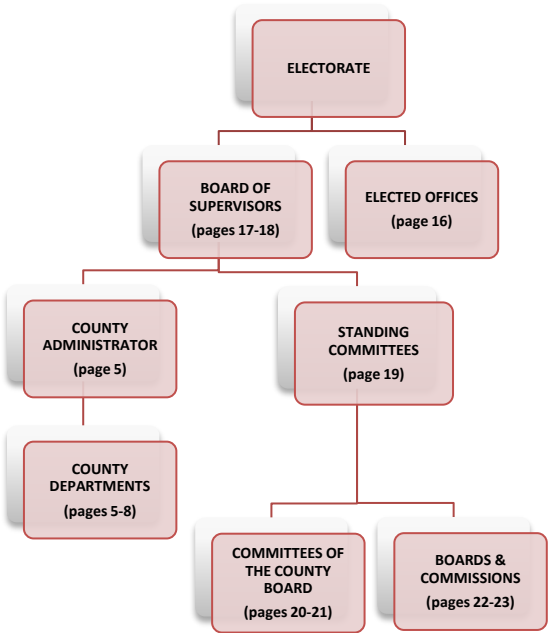 ELECTORATE
BOARD OF
SUPERVISORS
(pages 17-18)
ELECTED OFFICES
(page 16)
COUNTY
ADMINISTRATOR
(page 5)
STANDING
COMMITTEES
(page 19)
COUNTY
DEPARTMENTS
(pages 5-8)
COMMITTEES OF
THE COUNTY
BOARD
(pages 20-21)
BOARDS &
COMMISSIONS
(pages 22-23)